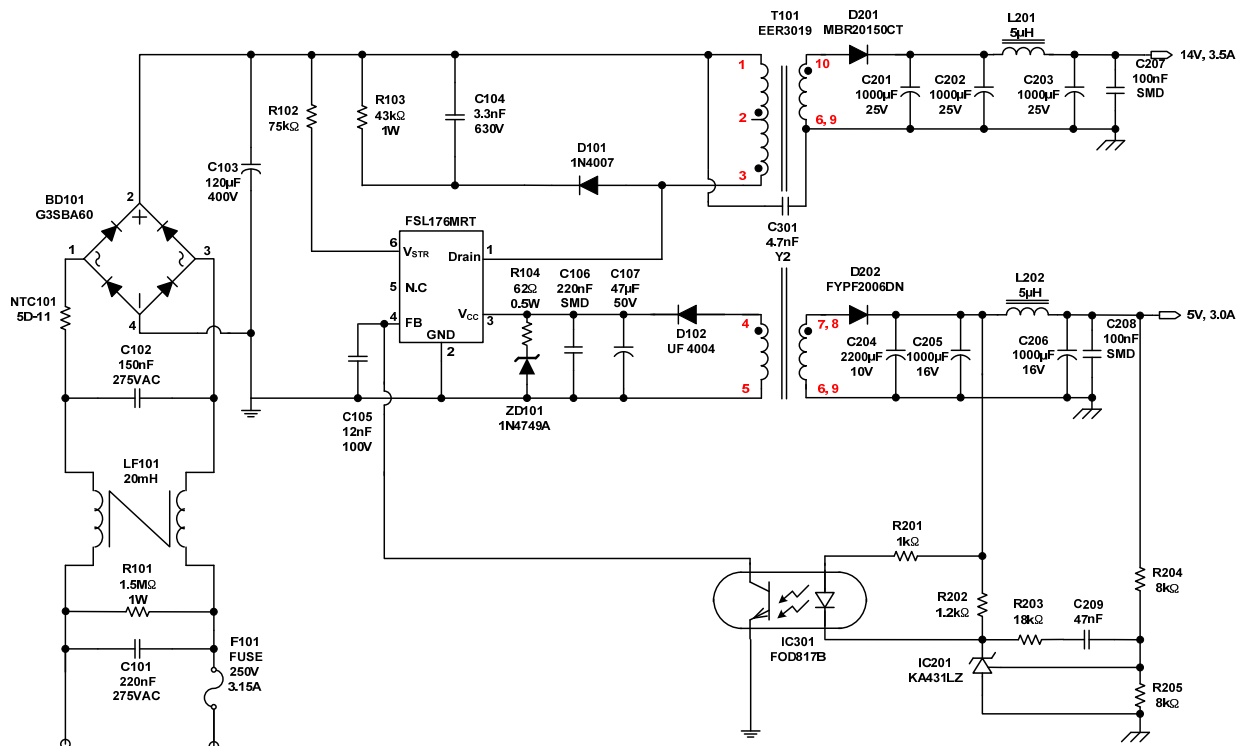 T101
EER3019
D201
MBR20150CT
L201
5µH
1
10
C201
1000µF
25V
C202
1000µF
25V
C203
1000µF
25V
C207
100nF
SMD
14V, 3.5A
R102
75kΩ
R103
43kΩ
1W
C104
3.3nF
630V
2
6, 9
D101
1N4007
3
C103
120µF
400V
BD101
G3SBA60
2
+
1
3
4
C301
4.7nF
Y2
FSL176MRT
6
VSTR
Drain
1
5
N.C
4
FB
VCC
3
GND
2
R104
62Ω
0.5W
C106
220nF
SMD
C107
47µF
50V
D102
UF 4004
ZD101
1N4749A
4
5
D202
FYPF2006DN
7, 8
6, 9
L202
5µH
C204
2200µF
10V
C205
1000µF
16V
C206
1000µF
16V
C208
100nF
SMD
5V, 3.0A
NTC101
5D-11
C102
150nF
275VAC
C105
12nF
100V
LF101
20mH
R101
1.5MΩ
1W
C101
220nF
275VAC
F101
FUSE
250V
3.15A
R201
1kΩ
R202
1.2kΩ
R203
18kΩ
C209
47nF
R204
8kΩ
IC301
FOD817B
IC201
KA431LZ
R205
8kΩ